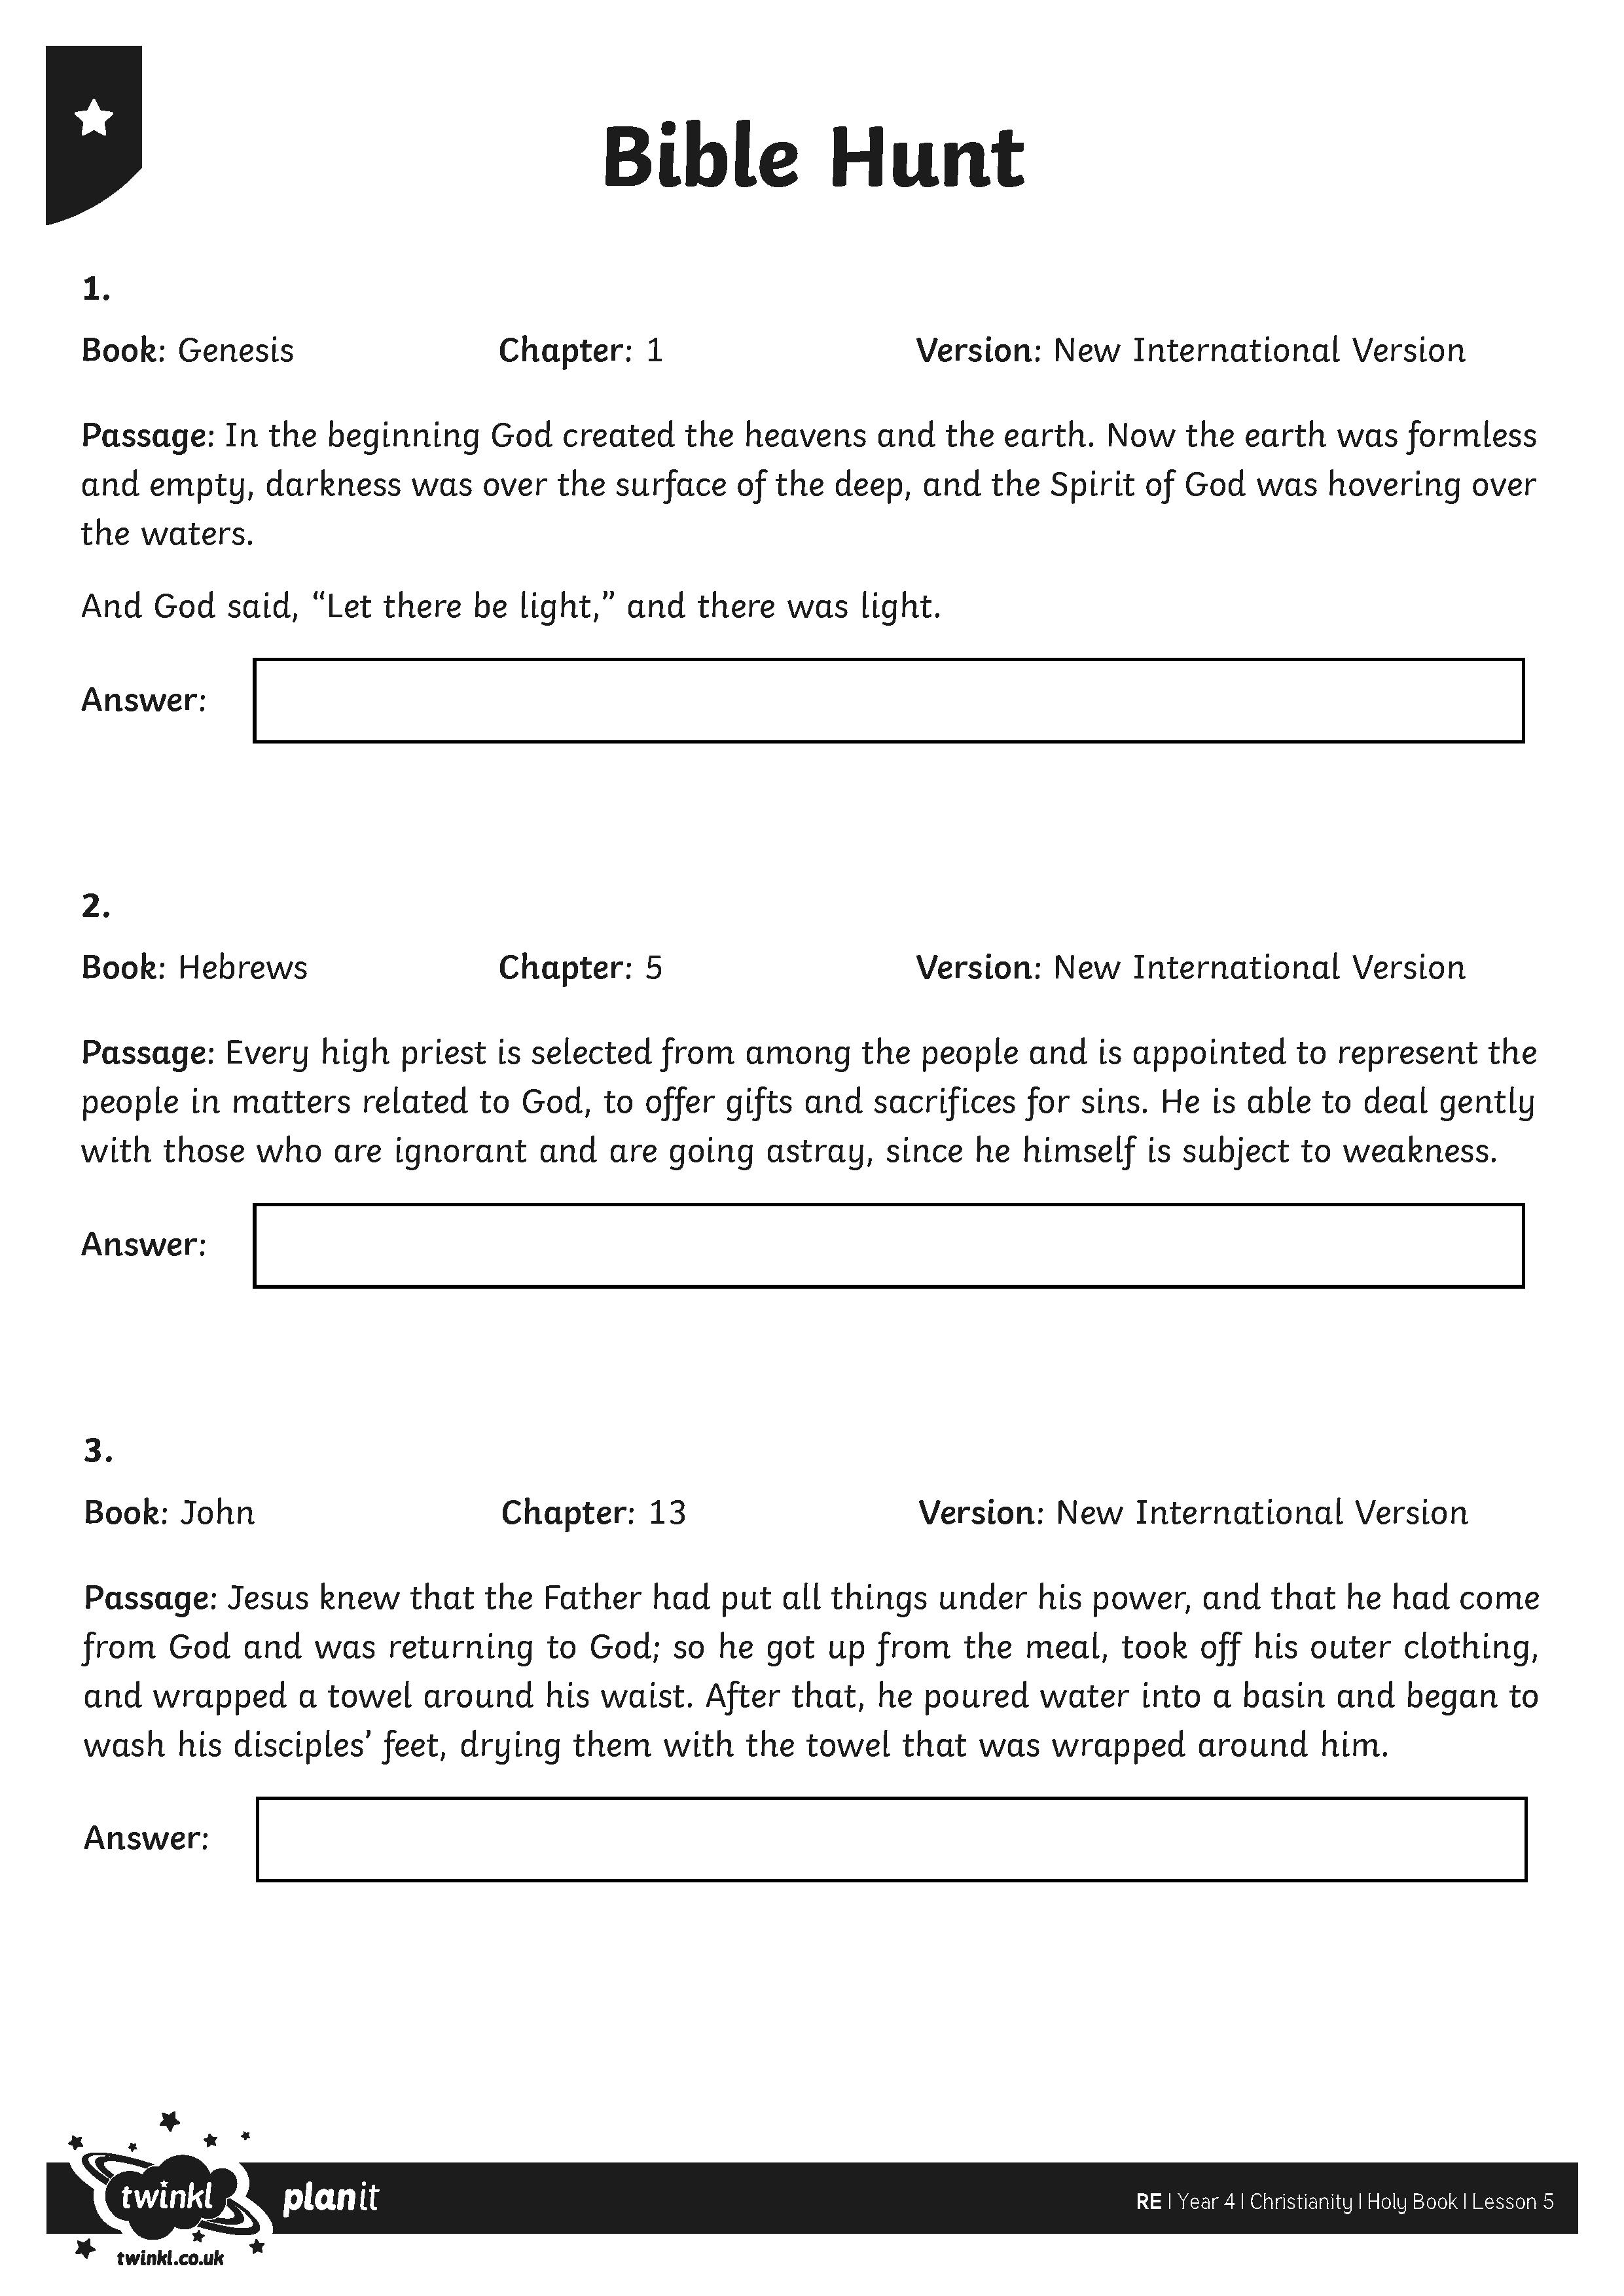 Bible Hunt
1.
Book: Genesis Chapter: 1 Version: New International Version
Passage: In the beginning God created the heavens and the earth. Now the earth was formless
and empty, darkness was over the surface of the deep, and the Spirit of God was hovering over
the waters.
And God said, “Let there be light,” and there was light.
Answer:
2.
Book: Hebrews Chapter: 5 Version: New International Version
Passage: Every high priest is selected from among the people and is appointed to represent the
people in matters related to God, to offer gifts and sacrifices for sins. He is able to deal gently
with those who are ignorant and are going astray, since he himself is subject to weakness.
Answer:
3.
Book: John Chapter: 13 Version: New International Version
Passage: Jesus knew that the Father had put all things under his power, and that he had come
from God and was returning to God; so he got up from the meal, took off his outer clothing,
and wrapped a towel around his waist. After that, he poured water into a basin and began to
wash his disciples’ feet, drying them with the towel that was wrapped around him.
Answer:
twinkl planit
RE | Year 4 | Christianity | Holy Book | Lesson 5
twinkl.co.uk